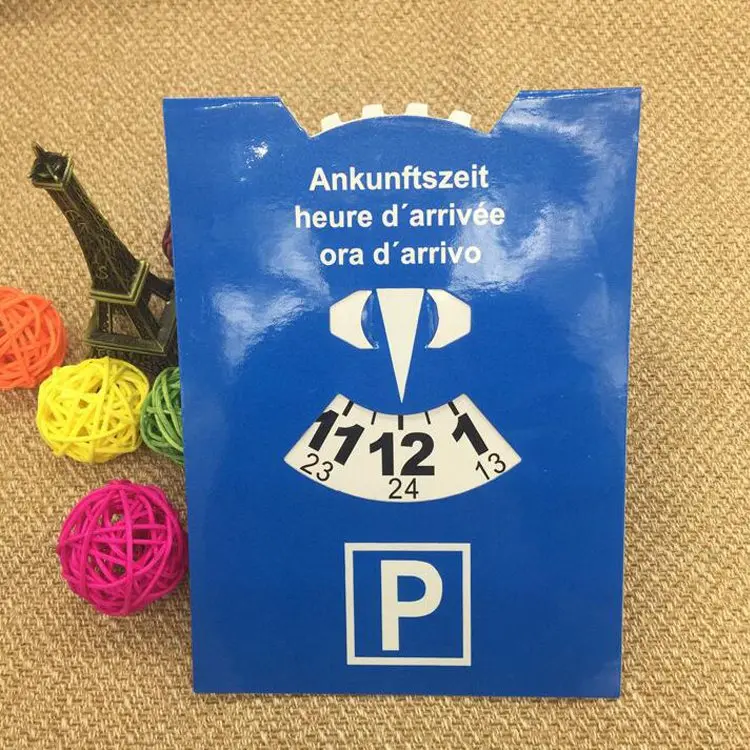 Ankunftszeit
heure d´arrivée
ora d´arrivo
11 12 1
23 24 13
P